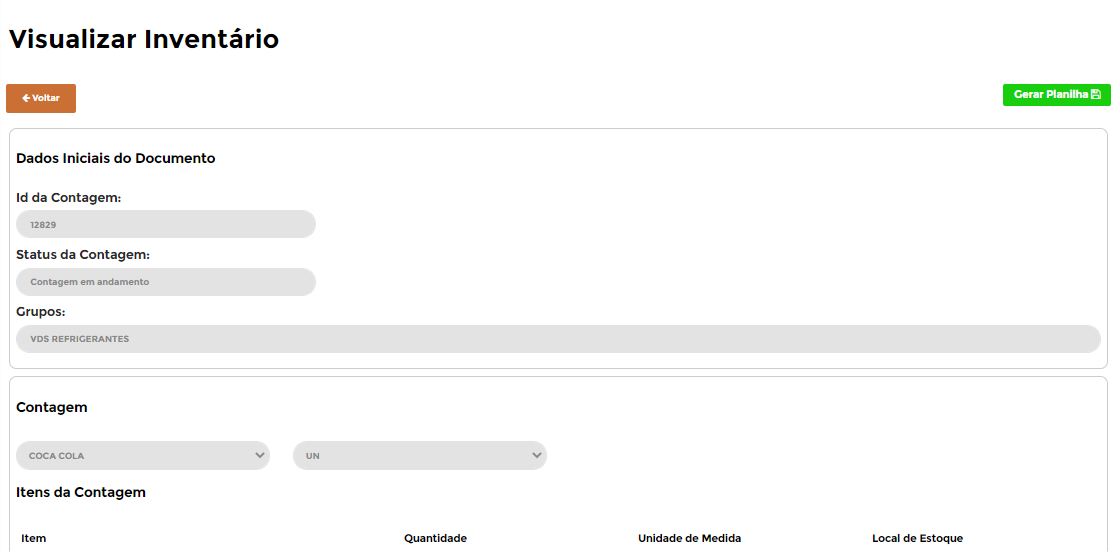 Visualizar Inventário
Voltar
Gerar Planilha
Dados Iniciais do Documento
Id da Contagem:
12829
Status da Contagem:
Contagem em andamento
Grupos:
VDS REFRIGERANTES
Contagem
COCA COLA
UN
Itens da Contagem
Item Quantidade Unidade de Medida Local de Estoque